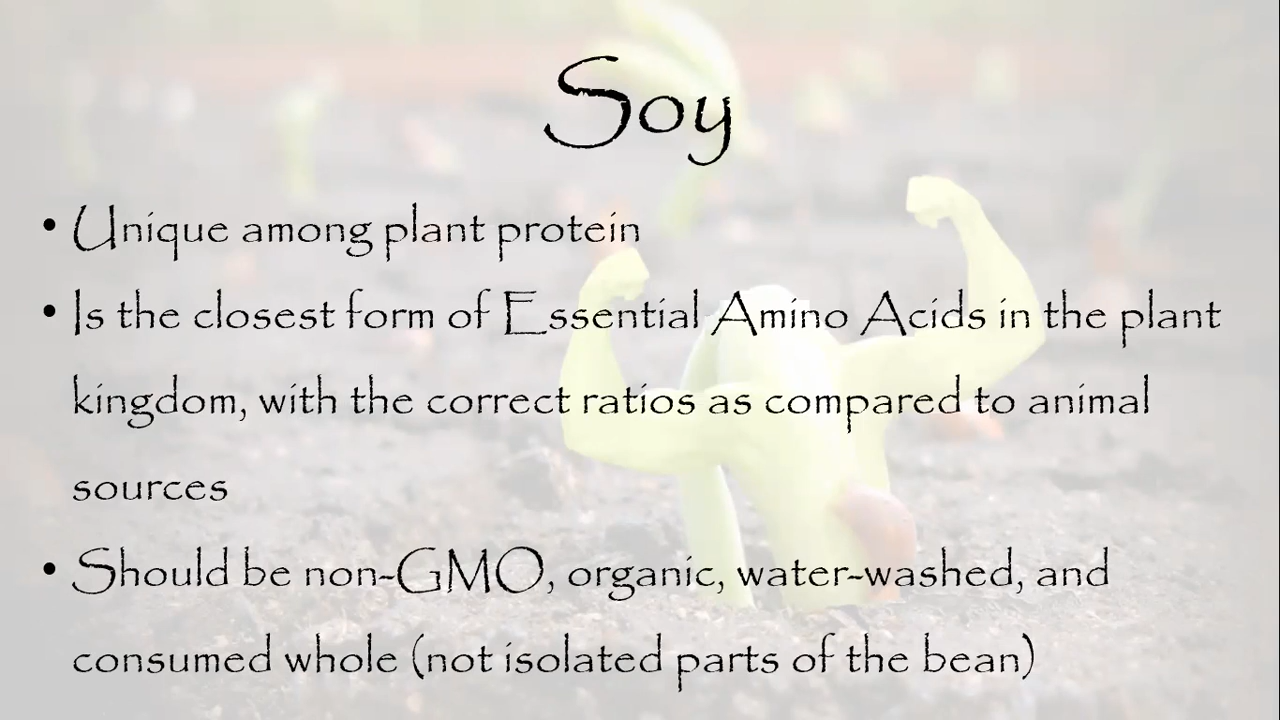 Soy
• Unique among plant protein
• Is the closest form of Essential Amino Acids in the plant
kingdom, with the correct ratios as compared to animal
sources
• Should be non-GMO, organic, water-washed, and
consumed whole (not isolated parts of the bean)